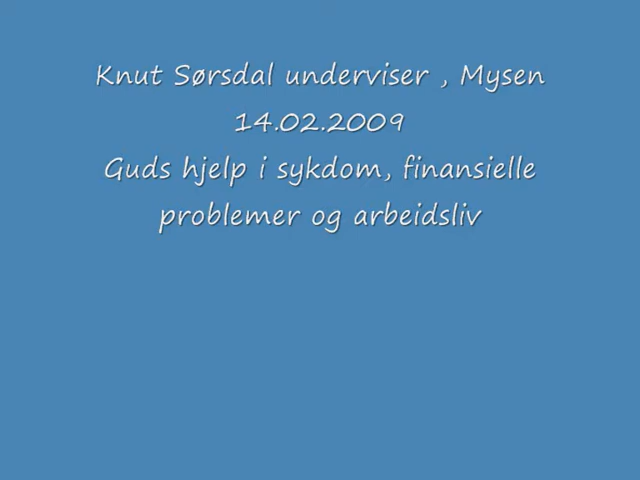 Knut Sørsdal underviser , Mysen
14.02.2009
Guds hjelp i sykdom, finansielle
problemer og arbeidsliv